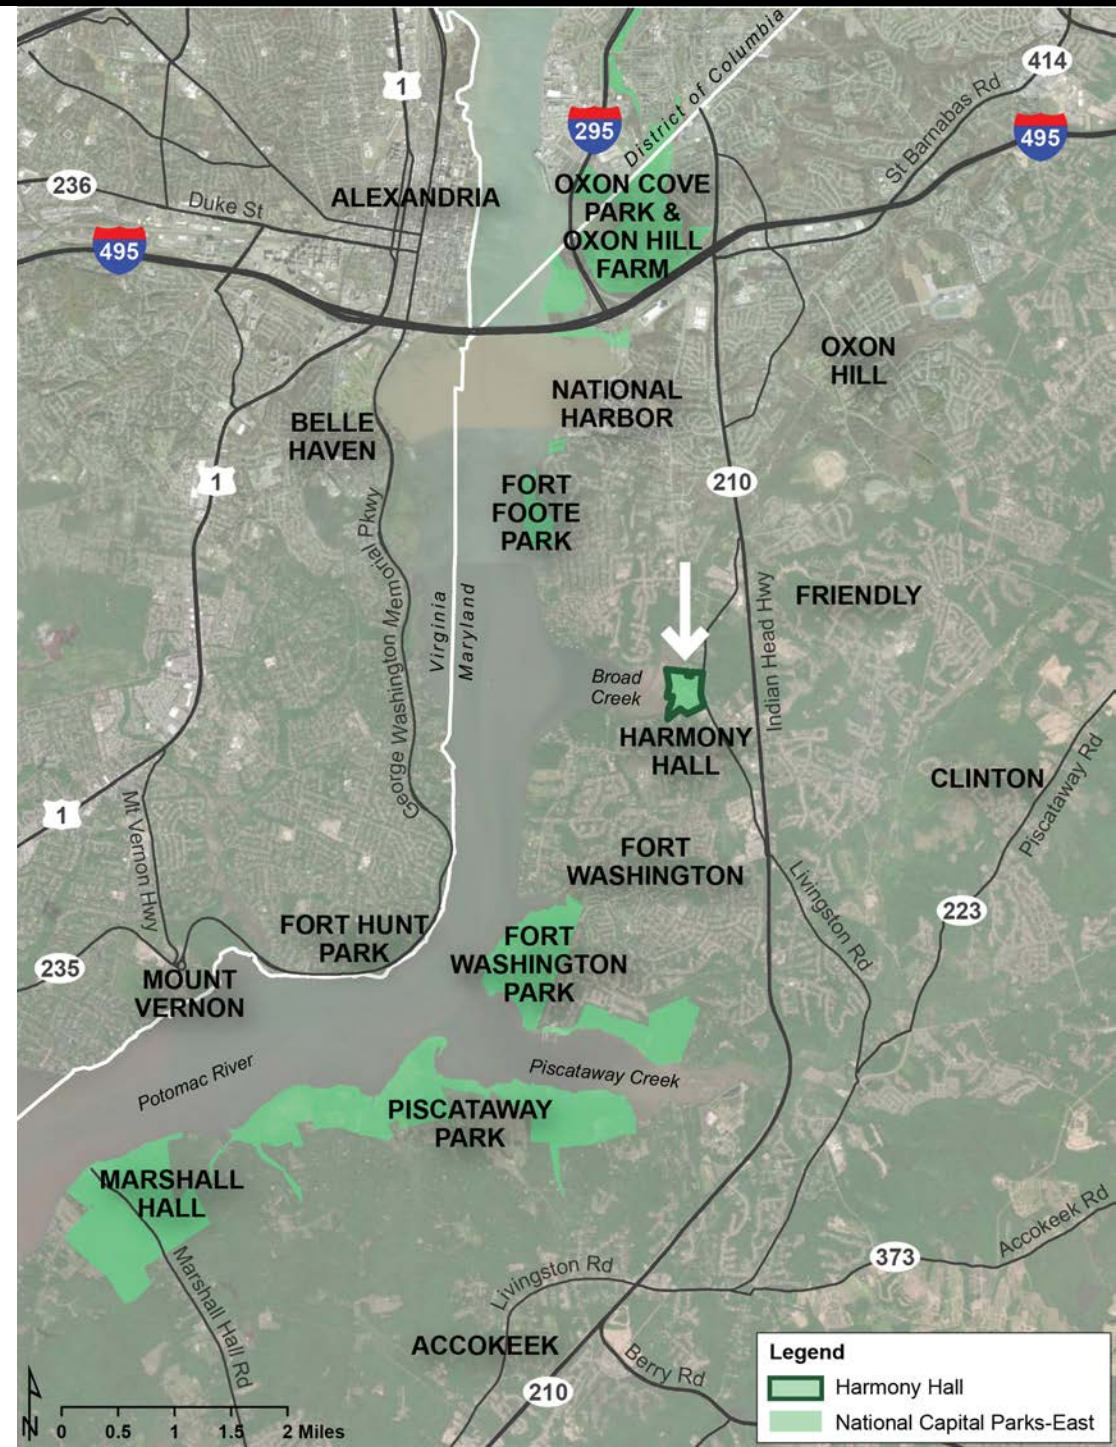 District of Columbia
1
414
295
St Barnabas Rd
495
236
Duke St
ALEXANDRIA
OXON COVE
PARK &
OXON HILL
FARM
495
OXON
HILL
NATIONAL
HARBOR
BELLE
HAVEN
1
FORT
FOOTE
PARK
210
George Washington Memorial Pkwy
Virginia
Maryland
Indian Head Hwy
FRIENDLY
Broad
Creek
HARMONY
HALL
CLINTON
Piscataway Rd
1
Mt Vernon Hwy
FORT
WASHINGTON
Livingston Rd
223
FORT HUNT
PARK
FORT
WASHINGTON
PARK
235
MOUNT
VERNON
Potomac River
Piscataway Creek
PISCATAWAY
PARK
MARSHALL
HALL
Marshall Hall Rd
Accokeek Rd
373
Livingston Rd
ACCOKEEK
Berry Rd
210
Legend
Harmony Hall
National Capital Parks-East
N
0 0.5 1 1.5 2 Miles